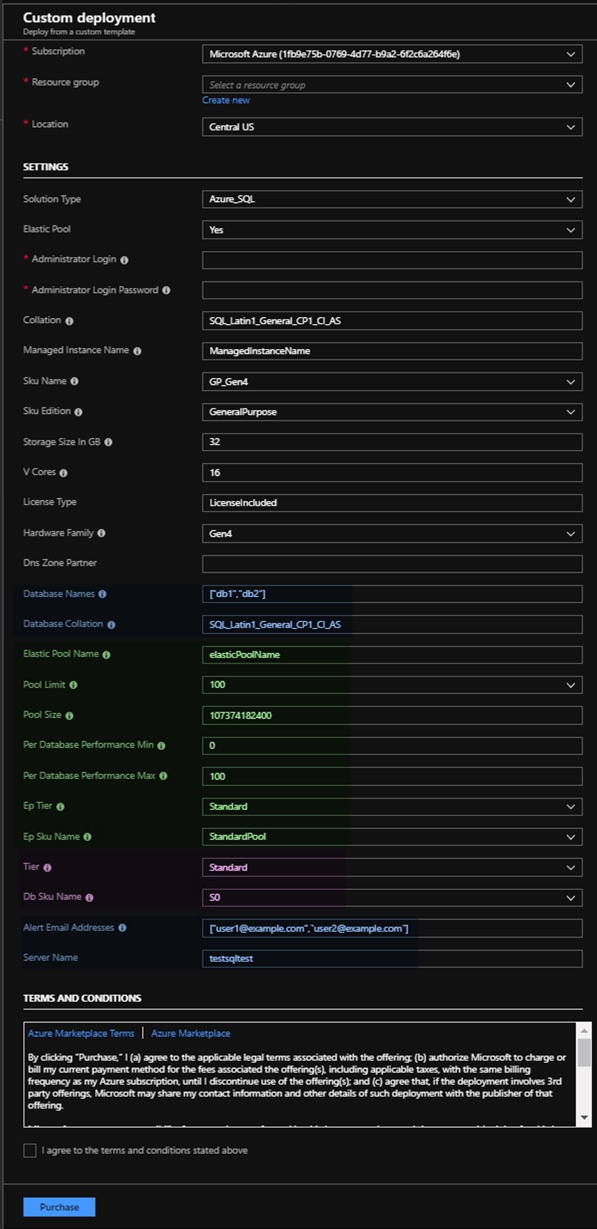 Custom deployment
Deploy from a custom template
* Subscription Microsoft Azure (1fb9e75b-0769-4d77-b9a2-6f2c6a264f6e)
* Resource group Select a resource group
Create new
* Location Central US
SETTINGS
Solution Type Azure_SQL
Elastic Pool Yes
* Administrator Login
* Administrator Login Password
Collation SQL_Latin1_General_CP1_CI_AS
Managed Instance Name ManagedInstanceName
Sku Name GP_Gen4
Sku Edition GeneralPurpose
Storage Size In GB 32
V Cores 16
License Type LicenseIncluded
Hardware Family Gen4
Dns Zone Partner
Database Names ["db1","db2"]
Database Collation SQL_Latin1_General_CP1_CI_AS
Elastic Pool Name elasticPoolName
Pool Limit 100
Pool Size 107374182400
Per Database Performance Min 0
Per Database Performance Max 100
Ep Tier Standard
Ep Sku Name StandardPool
Tier Standard
Db Sku Name S0
Alert Email Addresses ["user1@example.com","user2@example.com"]
Server Name testsqltest
TERMS AND CONDITIONS
Azure Marketplace Terms | Azure Marketplace
By clicking "Purchase," I (a) agree to the applicable legal terms associated with the offering; (b) authorize Microsoft to charge or
bill my current payment method for the fees associated the offering(s), including applicable taxes, with the same billing
frequency as my Azure subscription, until I discontinue use of the offering(s); and (c) agree that, if the deployment involves 3rd
party offerings, Microsoft may share my contact information and other details of such deployment with the publisher of that
offering.
I agree to the terms and conditions stated above
Purchase